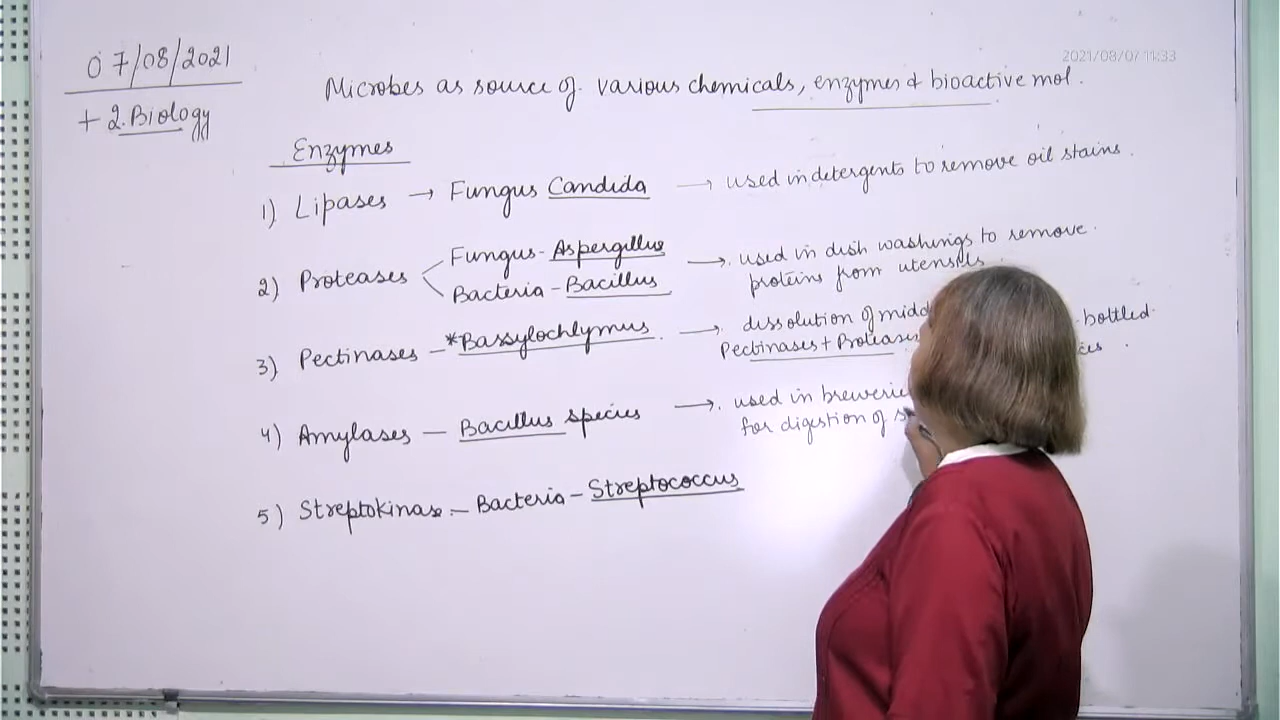 07/08/2021
+2.Biology
2021/08/07 11:33
Microbes as source of various chemicals, enzymes & bioactive mol.
Enzymes
1) Lipases → Fungus Candida → used in detergents to remove oil stains.
2) Proteases
Fungus - Aspergillus
Bacteria - Bacillus
→ used in dish washings to remove
proteins from utensils.
3) Pectinases - *Bassylochlymus → dissolution of bottled
Pectinases + Proteases
4) Amylases - Bacillus species → used in
for digestion of
5) Streptokinase - Bacteria - Streptococcus